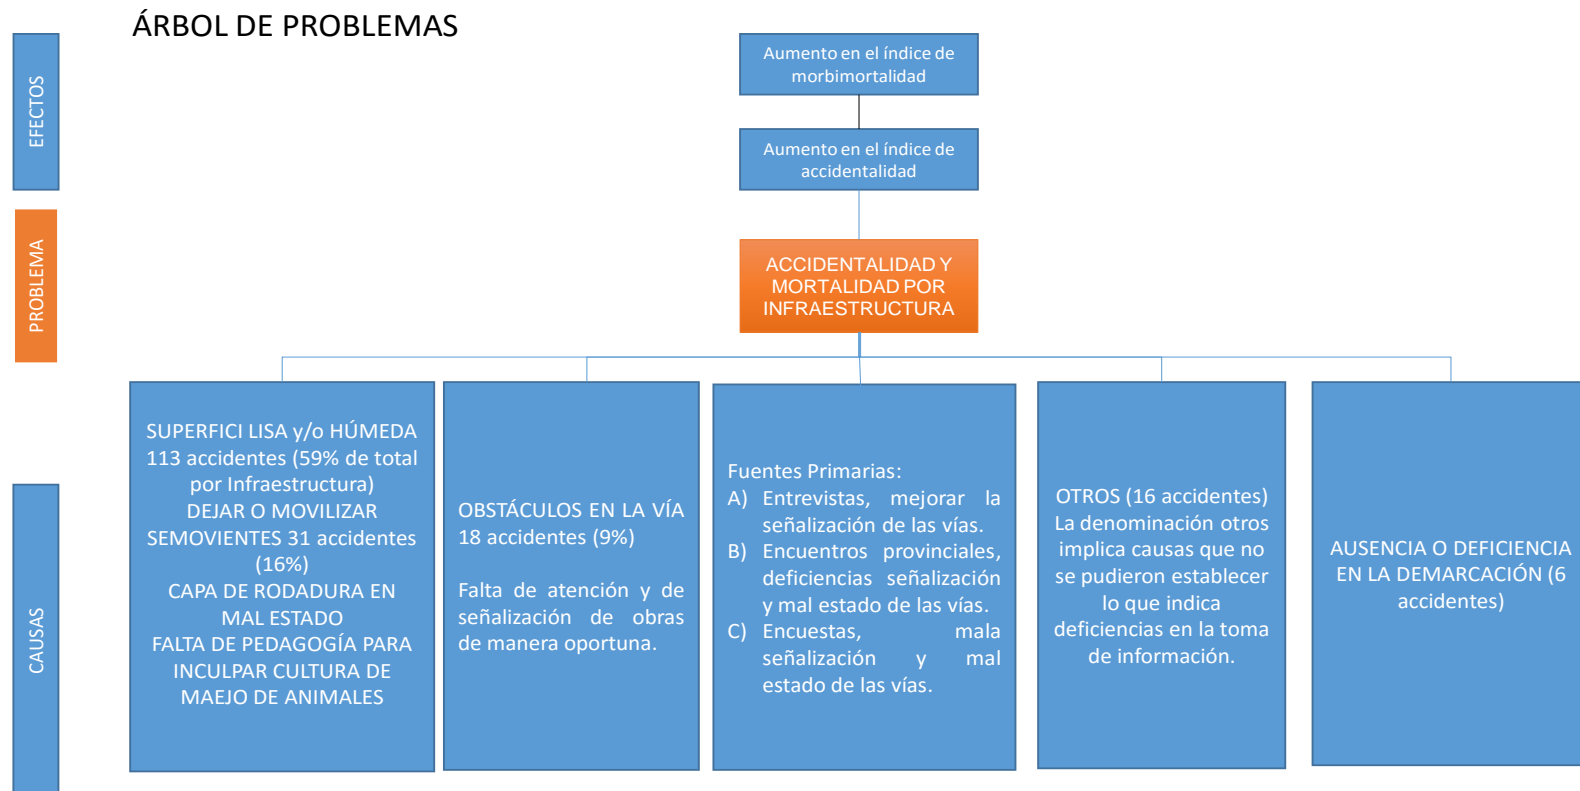 ÁRBOL DE PROBLEMAS
EFECTOS
Aumento en el índice de
morbimortalidad
Aumento en el índice de
accidentalidad
PROBLEMA
ACCIDENTALIDAD Y
MORTALIDAD POR
INFRAESTRUCTURA
CAUSAS
SUPERFICI LISA y/o HÚMEDA
113 accidentes (59% de total
por Infraestructura)
DEJAR O MOVILIZAR
SEMOVIENTES 31 accidentes
(16%)
CAPA DE RODADURA EN
MAL ESTADO
FALTA DE PEDAGOGÍA PARA
INCULPAR CULTURA DE
MAEJO DE ANIMALES
OBSTÁCULOS EN LA VÍA
18 accidentes (9%)
Falta de atención y de
señalización de obras
de manera oportuna.
Fuentes Primarias:
A) Entrevistas, mejorar la
señalización de las vías.
B) Encuentros provinciales,
deficiencias señalización
y mal estado de las vías.
C) Encuestas, mala
señalización y mal
estado de las vías.
OTROS (16 accidentes)
La denominación otros
implica causas que no
se pudieron establecer
lo que indica
deficiencias en la toma
de información.
AUSENCIA O DEFICIENCIA
EN LA DEMARCACIÓN (6
accidentes)